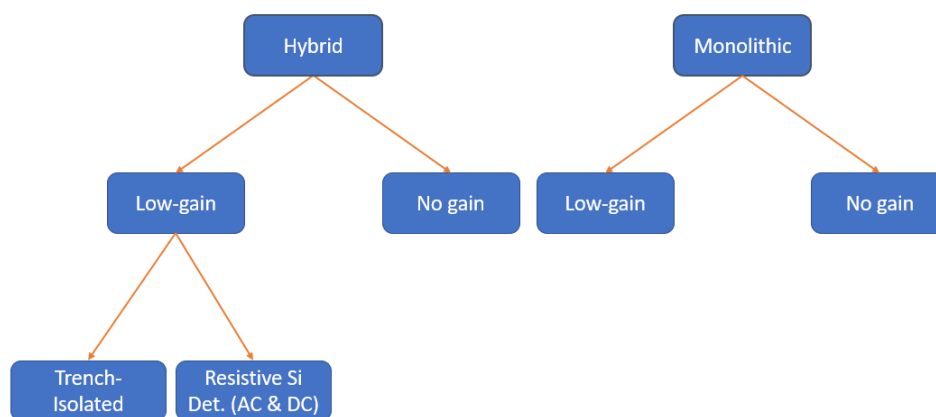 Hybrid
Monolithic
Low-gain
No gain
Low-gain
No gain
Trench-
Isolated
Resistive Si
Det. (AC & DC)